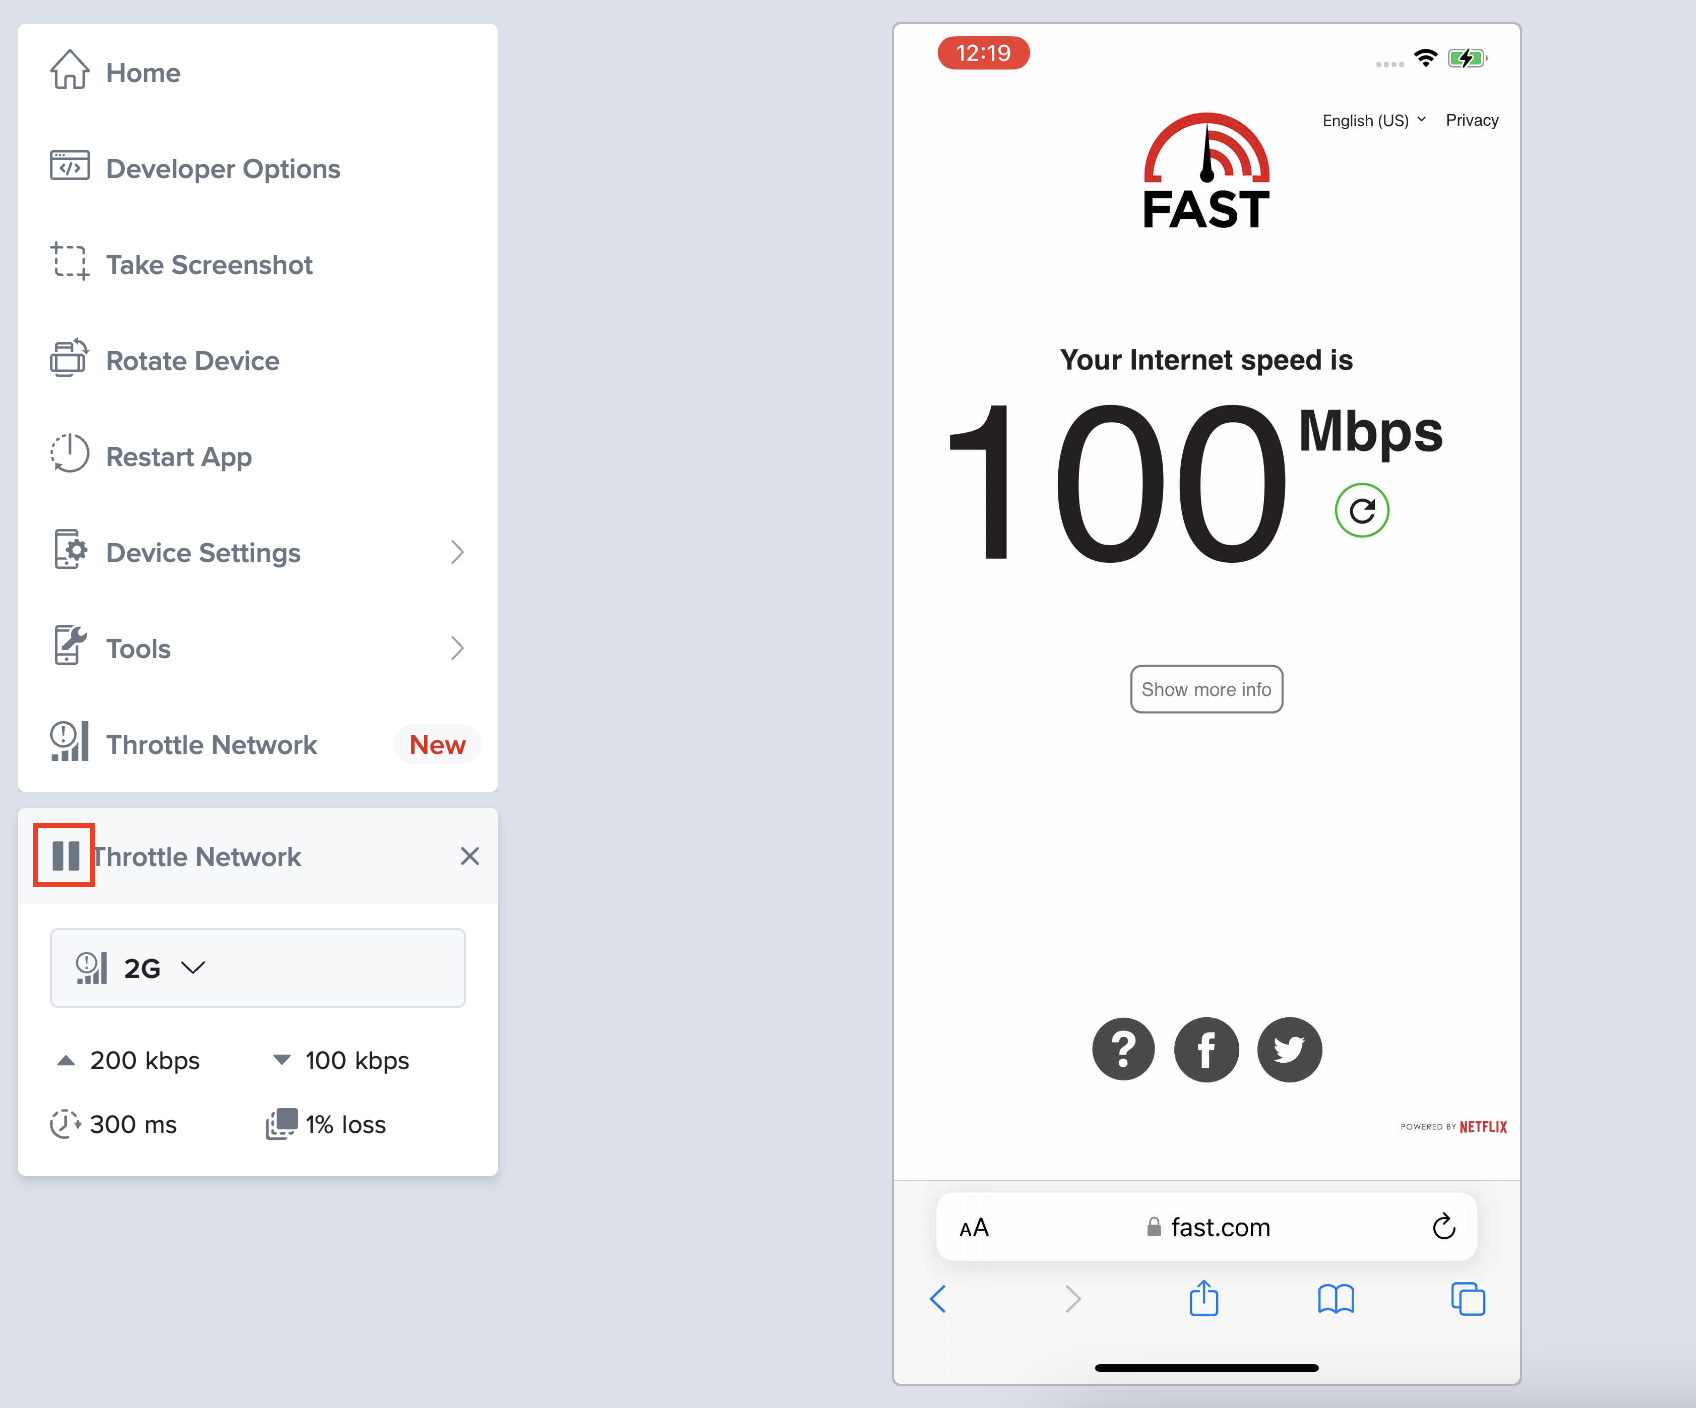 Home
Developer Options
Take Screenshot
Rotate Device
Restart App
Device Settings
Tools
Throttle Network New
Throttle Network
2G
200 kbps 100 kbps
300 ms 1% loss
12:19
English (US) Privacy
FAST
Your Internet speed is
100 Mbps
Show more info
POWERED BY NETFLIX
AA fast.com